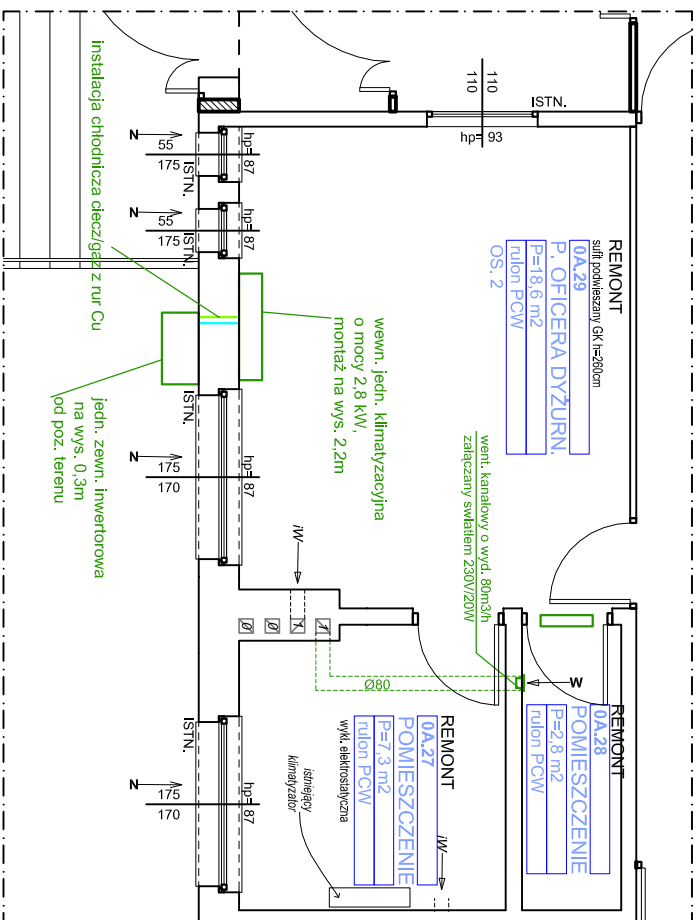 REMONT
sufit podwieszany GK h=260cm
0A.29
P. OFICERA DYŻURN.
P=18,6 m2
rulon PCW
OS. 2
ISTN.
110
110
hp= 93
wewn. jedn. klimatyzacyjna
o mocy 2,8 kW,
montaż na wys. 2,2m
went. kanałowy o wyd. 80m3/h
załączany swiatłem 230V/20W
W
REMONT
0A.28
POMIESZCZENIE
P=2,8 m2
rulon PCW
REMONT
0A.27
POMIESZCZENIE
P=7,3 m2
rulon PCW
wykł. elektrostatyczna
istniejący
klimatyzator
iW
Ø80
iW
1
1
Ø
Ø
hp= 87
55
175
ISTN.
N
hp= 87
55
175
ISTN.
N
hp= 87
175
170
ISTN.
N
hp= 87
175
170
ISTN.
N
instalacja chłodnicza ciecz/gaz z rur Cu
jedn. zewn. inwertorowa
na wys. 0,3m
od poz. terenu